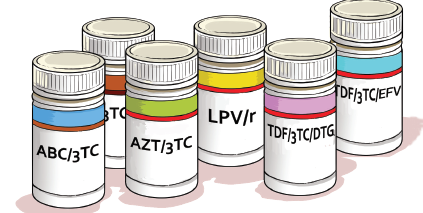 ABC/3TC
3TC
AZT/3TC
LPV/r
TDF/3TC/DTG
TDF/3TC/EFV